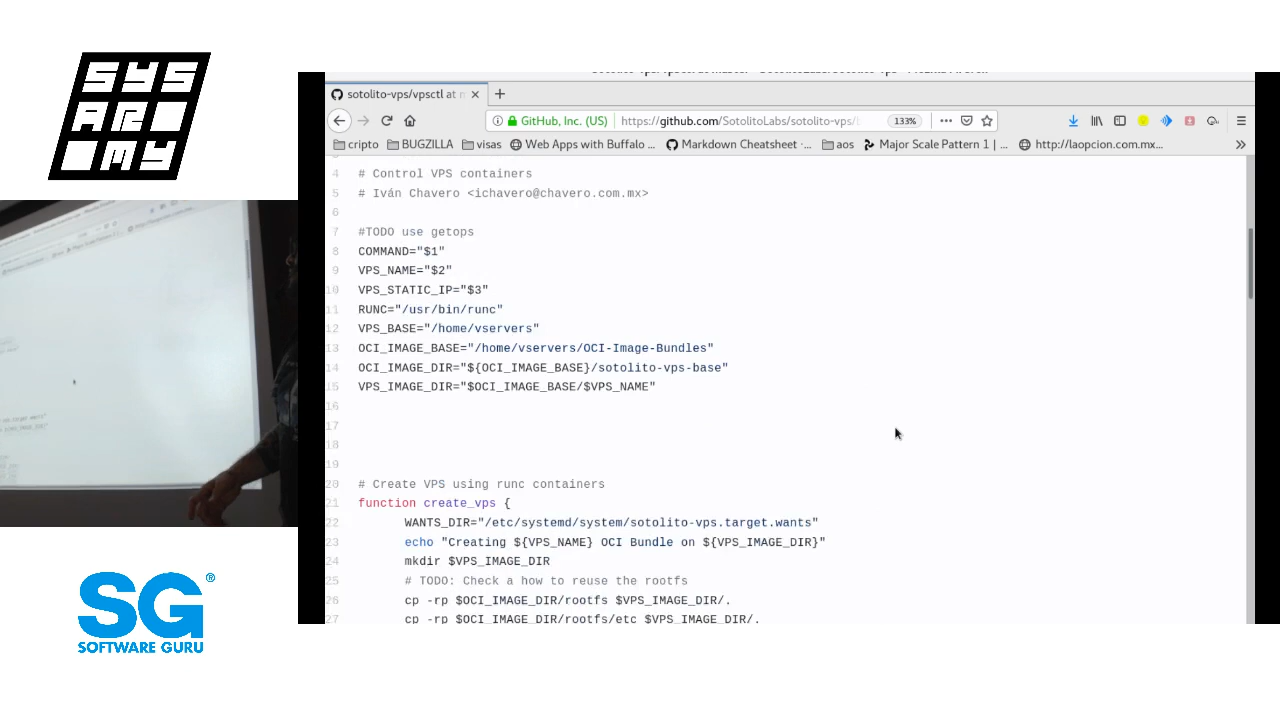 SYS
AR
MY
SG®
SOFTWARE GURU
sotolito-vps/vpsctl at m
GitHub, Inc. (US)
https://github.com/SotolitoLabs/sotolito-vps/
133%
cripto
BUGZILLA
visas
Web Apps with Buffalo ...
Markdown Cheatsheet ·...
aos
Major Scale Pattern 1 | ...
http://laopcion.com.mx...
4 # Control VPS containers
5 # Iván Chavero <ichavero@chavero.com.mx>
6
7 #TODO use getops
8 COMMAND="$1"
9 VPS_NAME="$2"
10 VPS_STATIC_IP="$3"
11 RUNC="/usr/bin/runc"
12 VPS_BASE="/home/vservers"
13 OCI_IMAGE_BASE="/home/vservers/OCI-Image-Bundles"
14 OCI_IMAGE_DIR="${OCI_IMAGE_BASE}/sotolito-vps-base"
15 VPS_IMAGE_DIR="$OCI_IMAGE_BASE/$VPS_NAME"
16
17
18
19
20 # Create VPS using runc containers
21 function create_vps {
22 WANTS_DIR="/etc/systemd/system/sotolito-vps.target.wants"
23 echo "Creating ${VPS_NAME} OCI Bundle on ${VPS_IMAGE_DIR}"
24 mkdir $VPS_IMAGE_DIR
25 # TODO: Check a how to reuse the rootfs
26 cp -rp $OCI_IMAGE_DIR/rootfs $VPS_IMAGE_DIR/.
27 cp -rp $OCI_IMAGE_DIR/rootfs/etc $VPS_IMAGE_DIR/.